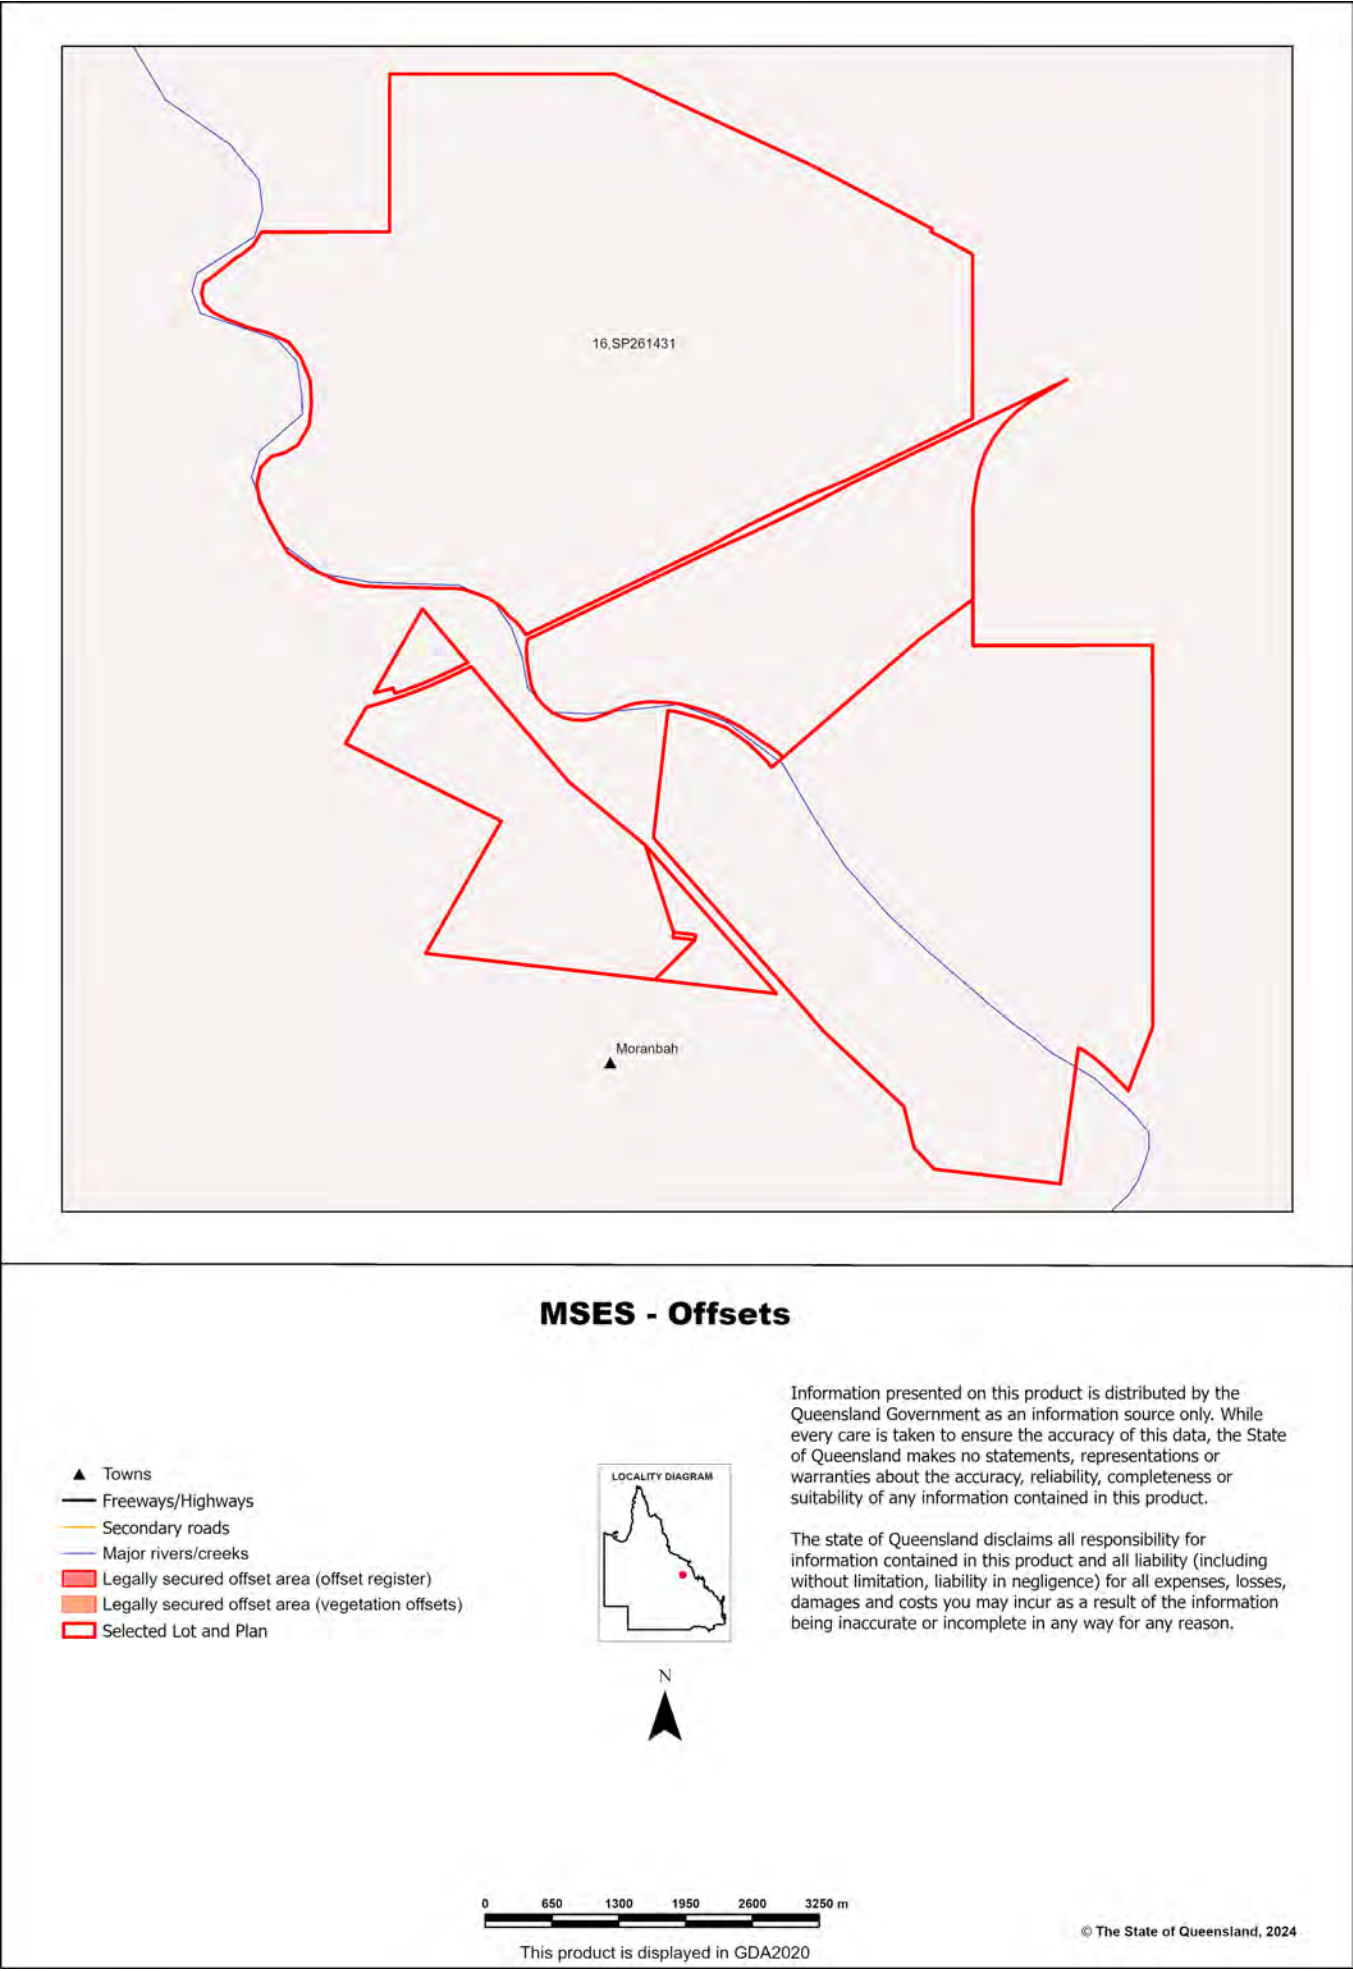 16,SP261431
Moranbah
MSES - Offsets
Towns
Freeways/Highways
Secondary roads
Major rivers/creeks
Legally secured offset area (offset register)
Legally secured offset area (vegetation offsets)
Selected Lot and Plan
LOCALITY DIAGRAM
N
Information presented on this product is distributed by the
Queensland Government as an information source only. While
every care is taken to ensure the accuracy of this data, the State
of Queensland makes no statements, representations or
warranties about the accuracy, reliability, completeness or
suitability of any information contained in this product.
The state of Queensland disclaims all responsibility for
information contained in this product and all liability (including
without limitation, liability in negligence) for all expenses, losses,
damages and costs you may incur as a result of the information
being inaccurate or incomplete in any way for any reason.
0 650 1300 1950 2600 3250 m
This product is displayed in GDA2020
© The State of Queensland, 2024